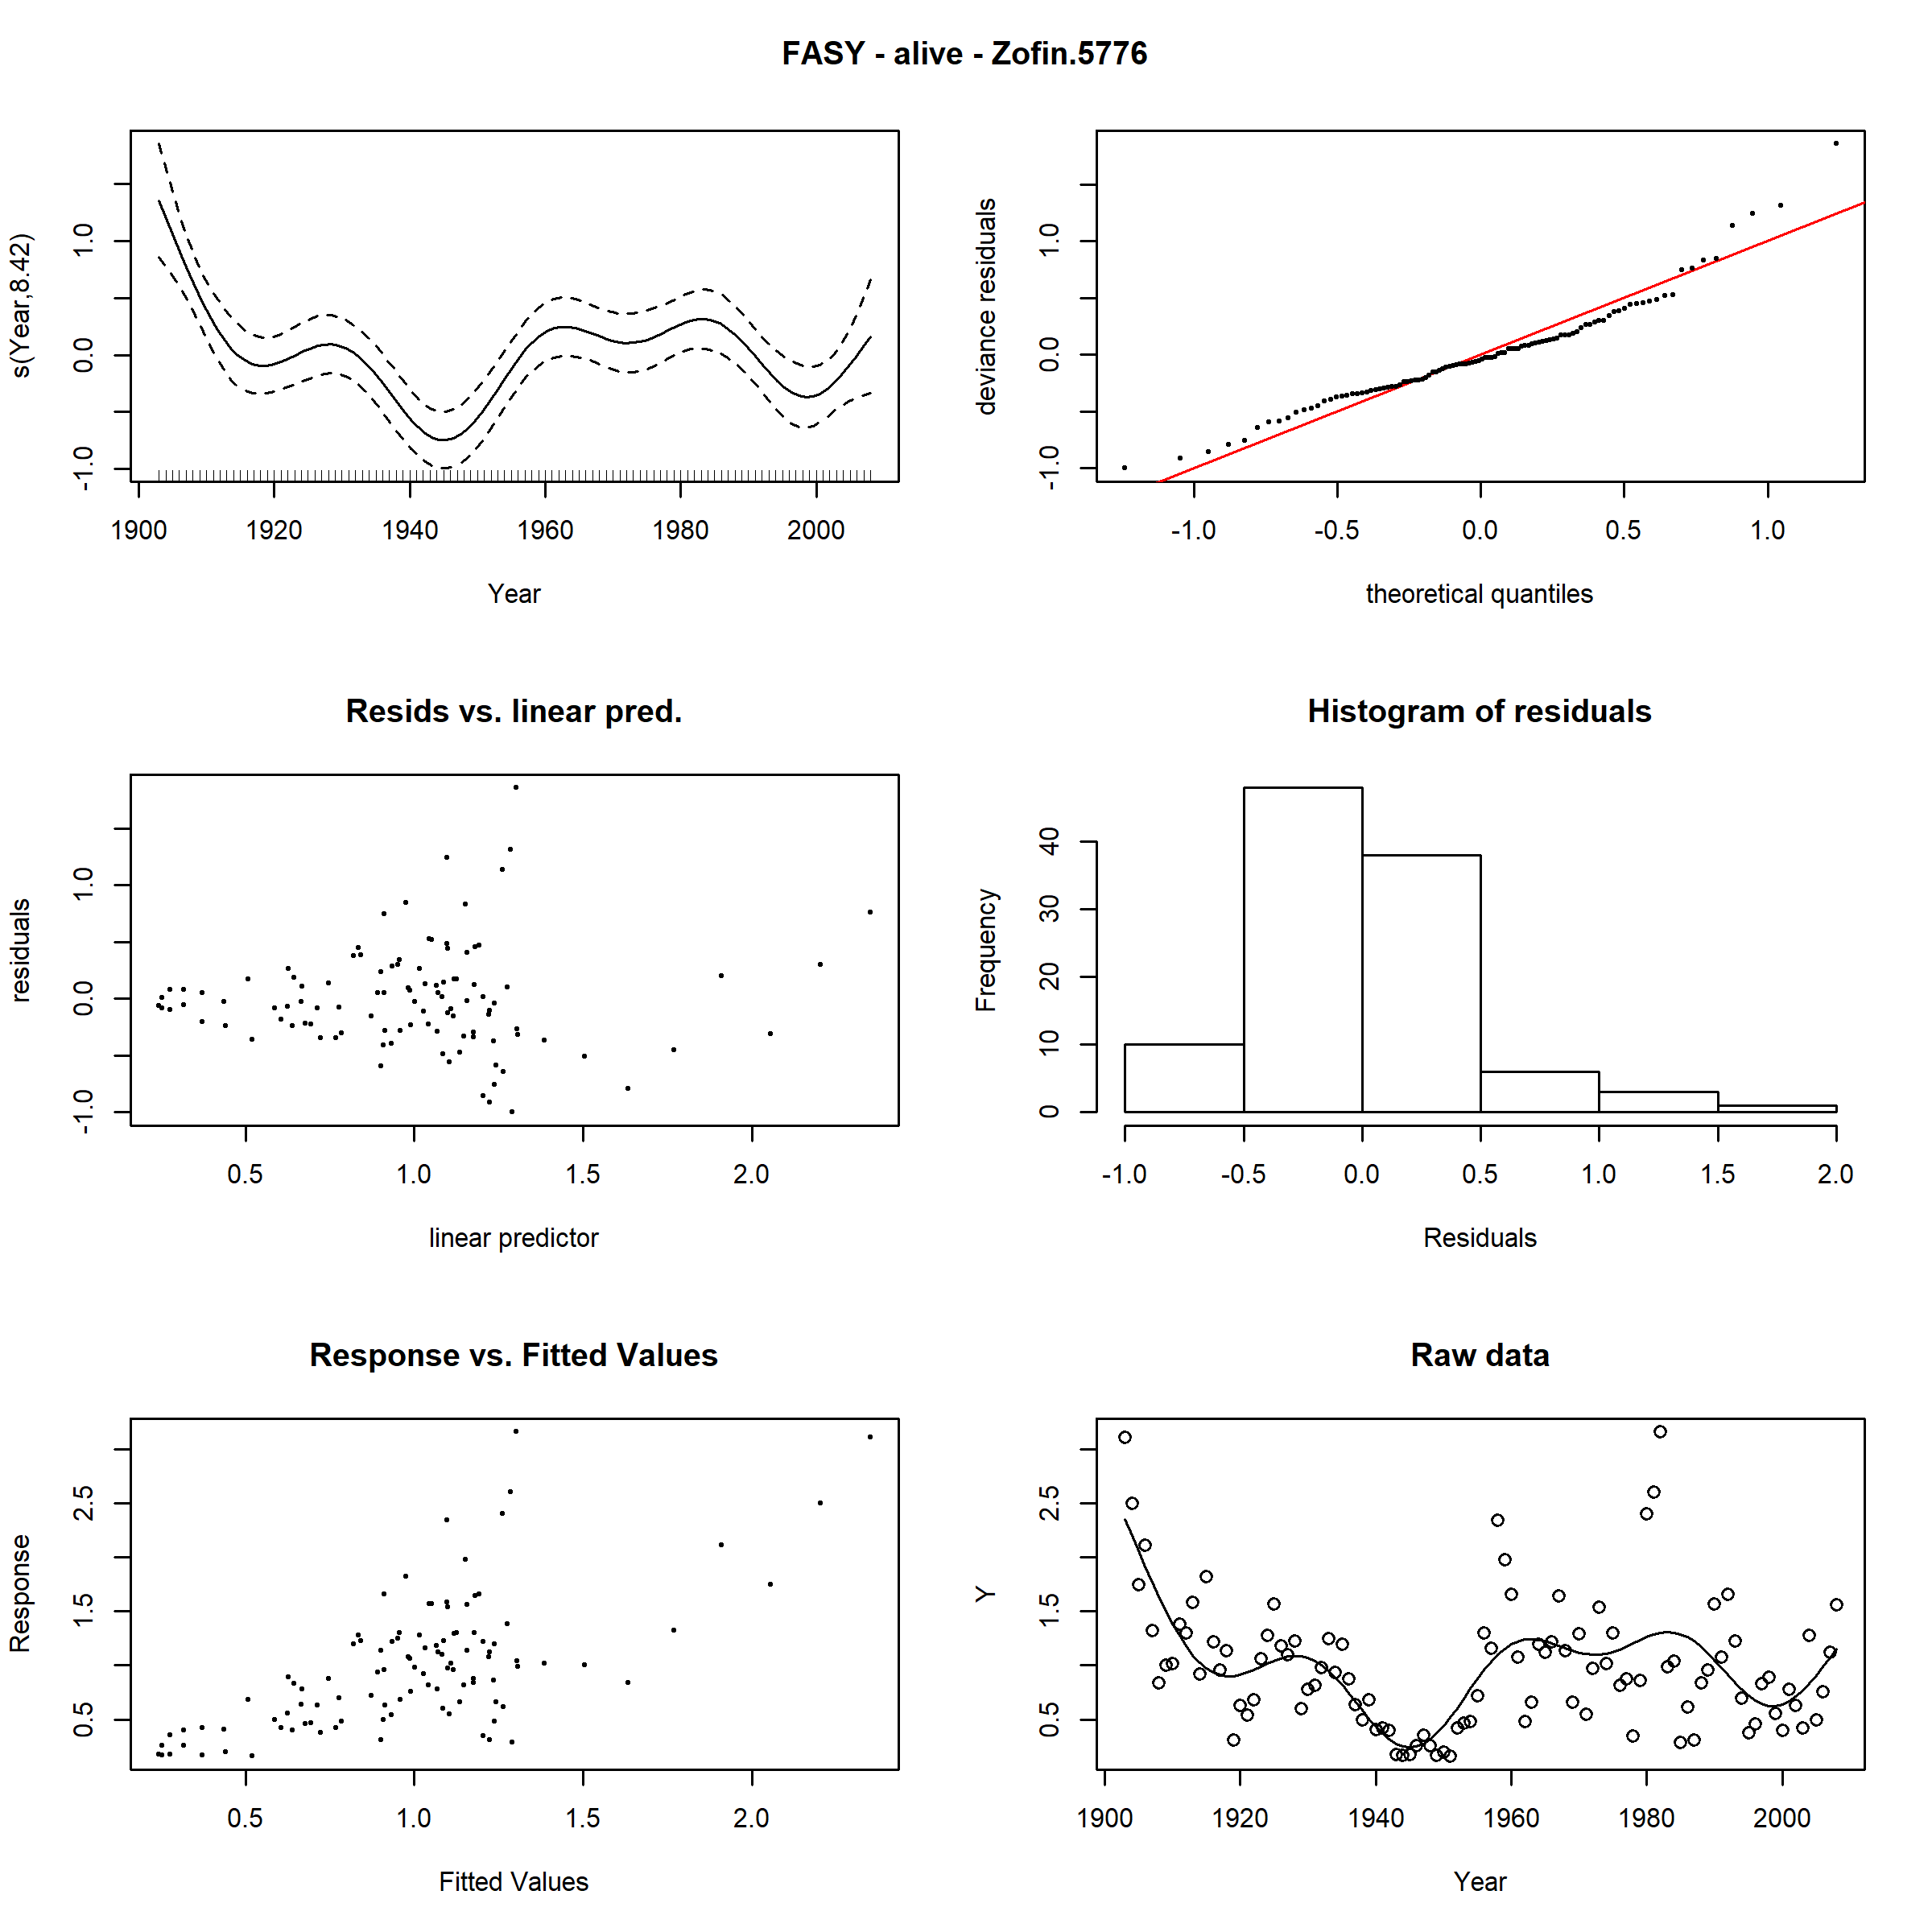 FASY - alive - Zofin.5776
s(Year,8.42)
-1.0 0.0 1.0
1900 1920 1940 1960 1980 2000
Year
deviance residuals
-1.0 0.0 1.0
-1.0 -0.5 0.0 0.5 1.0
theoretical quantiles
Resids vs. linear pred.
residuals
-1.0 0.0 1.0
0.5 1.0 1.5 2.0
linear predictor
Histogram of residuals
Frequency
0 10 20 30 40
-1.0 -0.5 0.0 0.5 1.0 1.5 2.0
Residuals
Response vs. Fitted Values
Response
0.5 1.5 2.5
0.5 1.0 1.5 2.0
Fitted Values
Raw data
Y
0.5 1.5 2.5
1900 1920 1940 1960 1980 2000
Year